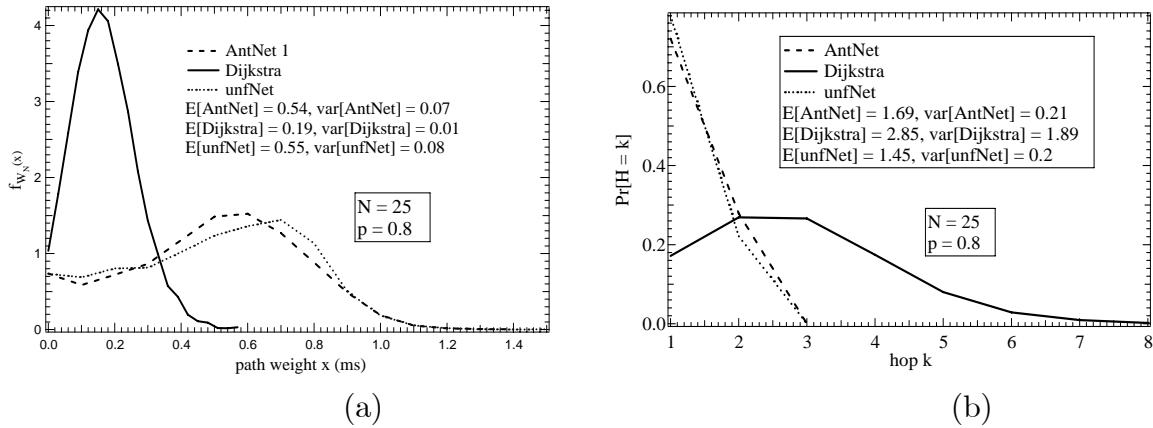 4
3
2
1
0
f_{W_N}(x)
AntNet 1
Dijkstra
unfNet
E[AntNet] = 0.54, var[AntNet] = 0.07
E[Dijkstra] = 0.19, var[Dijkstra] = 0.01
E[unfNet] = 0.55, var[unfNet] = 0.08
N = 25
p = 0.8
0.0 0.2 0.4 0.6 0.8 1.0 1.2 1.4
path weight x (ms)
(a)
0.6
0.4
0.2
0.0
Pr[H = k]
AntNet
Dijkstra
unfNet
E[AntNet] = 1.69, var[AntNet] = 0.21
E[Dijkstra] = 2.85, var[Dijkstra] = 1.89
E[unfNet] = 1.45, var[unfNet] = 0.2
N = 25
p = 0.8
1 2 3 4 5 6 7 8
hop k
(b)